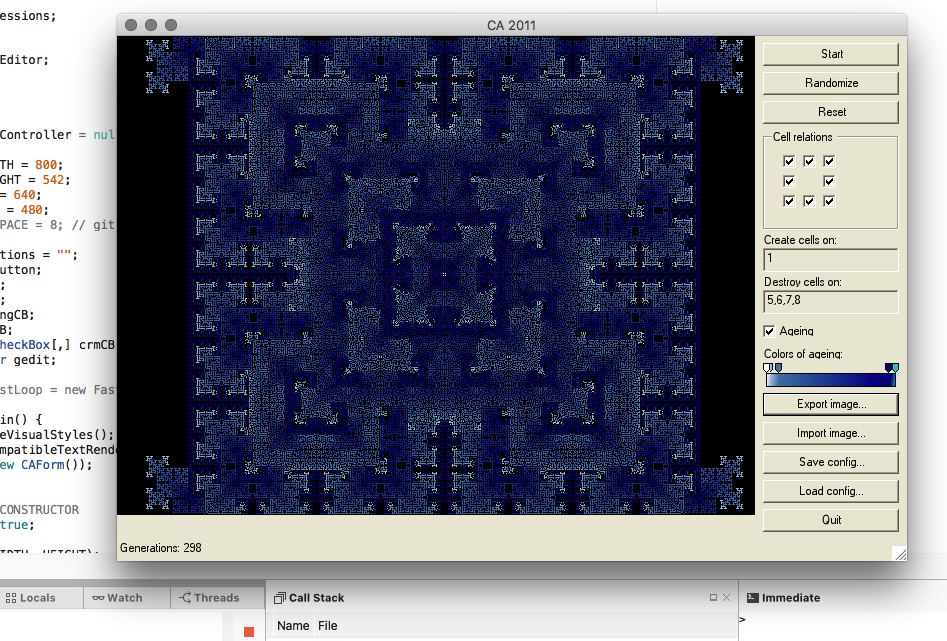 essions;
Editor;
Controller = nul
TH = 800;
GHT = 542;
= 640;
= 480;
PACE = 8; // git
tions = "";
utton;
;
;
ngCB;
B;
heckBox[,] crmCB
r gedit;
stLoop = new Fast
in() {
eVisualStyles();
mpatibleTextRende
ew CAForm());
CONSTRUCTOR
true;
CA 2011
Start
Randomize
Reset
Cell relations
Create cells on:
1
Destroy cells on:
5,6,7,8
Ageing
Colors of ageing:
Export image...
Import image...
Save config...
Load config...
Quit
Generations: 298
Locals
Watch
Threads
Call Stack
Immediate
Name
File
>